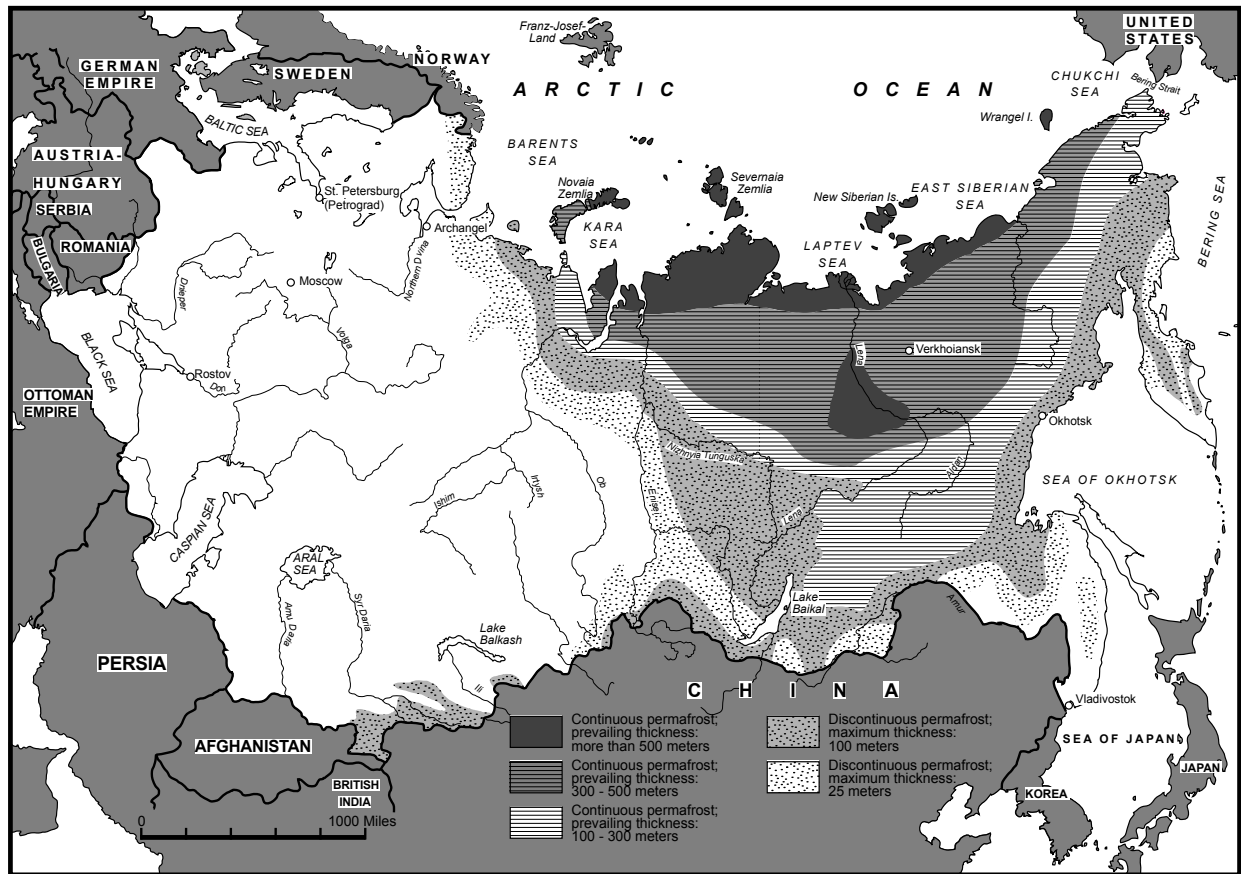 Franz-Josef-
Land
UNITED
STATES
NORWAY
GERMAN
EMPIRE
SWEDEN
ARCTIC OCEAN
CHUKCHI
SEA
Bering Strait
Wrangel I.
BALTIC SEA
BARENTS
SEA
AUSTRIA-
HUNGARY
St. Petersburg
(Petrograd)
Novaia
Zemlia
Severnaia
Zemlia
New Siberian Is.
EAST SIBERIAN
SEA
BERING SEA
SERBIA
BULGARIA
ROMANIA
Archangel
KARA
SEA
LAPTEV
SEA
Northern Dvina
Dnieper
Moscow
Volga
BLACK SEA
Lena
Verkhoiansk
Rostov
Don
OTTOMAN
EMPIRE
Okhotsk
Nizhnyia Tunguska
Aldan
SEA OF OKHOTSK
Ishim
Irtysh
Ob
Enisei
Lena
CASPIAN SEA
ARAL
SEA
Amu Daria
Syr Daria
Lake
Baikal
Amur
Lake
Balkash
Ili
PERSIA
CHINA
Vladivostok
AFGHANISTAN
BRITISH
INDIA
SEA OF JAPAN
JAPAN
KOREA
0 1000 Miles
Continuous permafrost;
prevailing thickness:
more than 500 meters
Continuous permafrost;
prevailing thickness:
300 - 500 meters
Continuous permafrost;
prevailing thickness:
100 - 300 meters
Discontinuous permafrost;
maximum thickness:
100 meters
Discontinuous permafrost;
maximum thickness:
25 meters